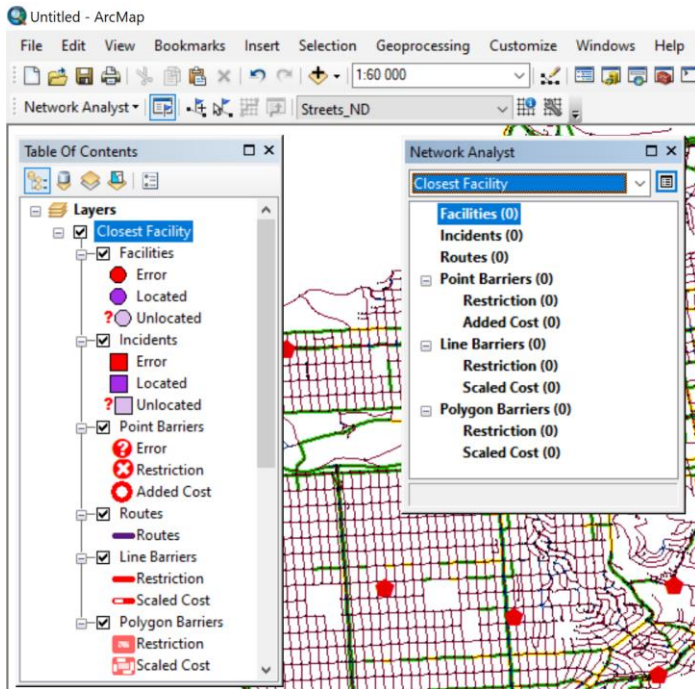 Untitled - ArcMap
File Edit View Bookmarks Insert Selection Geoprocessing Customize Windows Help
1:60 000
Network Analyst Streets_ND
Table Of Contents
Layers
Closest Facility
Facilities
Error
Located
? Unlocated
Incidents
Error
Located
? Unlocated
Point Barriers
? Error
Restriction
Added Cost
Routes
Routes
Line Barriers
Restriction
Scaled Cost
Polygon Barriers
Restriction
Scaled Cost
Network Analyst
Closest Facility
Facilities (0)
Incidents (0)
Routes (0)
Point Barriers (0)
Restriction (0)
Added Cost (0)
Line Barriers (0)
Restriction (0)
Scaled Cost (0)
Polygon Barriers (0)
Restriction (0)
Scaled Cost (0)